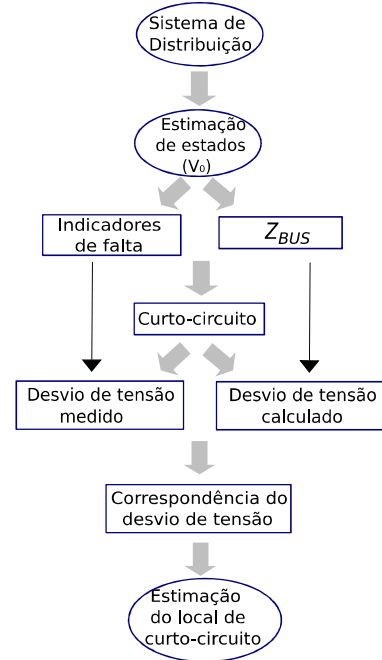 Sistema de
Distribuição
Estimação
de estados
(V₀)
Indicadores
de falta
Z_BUS
Curto-circuito
Desvio de tensão
medido
Desvio de tensão
calculado
Correspondência do
desvio de tensão
Estimação
do local de
curto-circuito